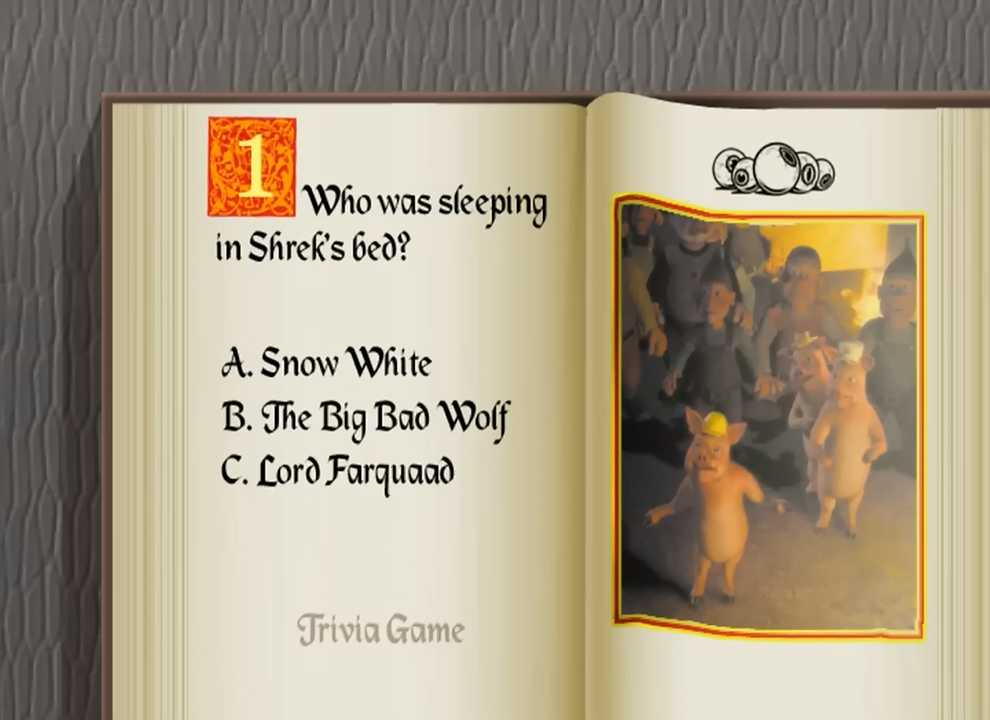 1 Who was sleeping
in Shrek's bed?
A. Snow White
B. The Big Bad Wolf
C. Lord Farquaad
Trivia Game